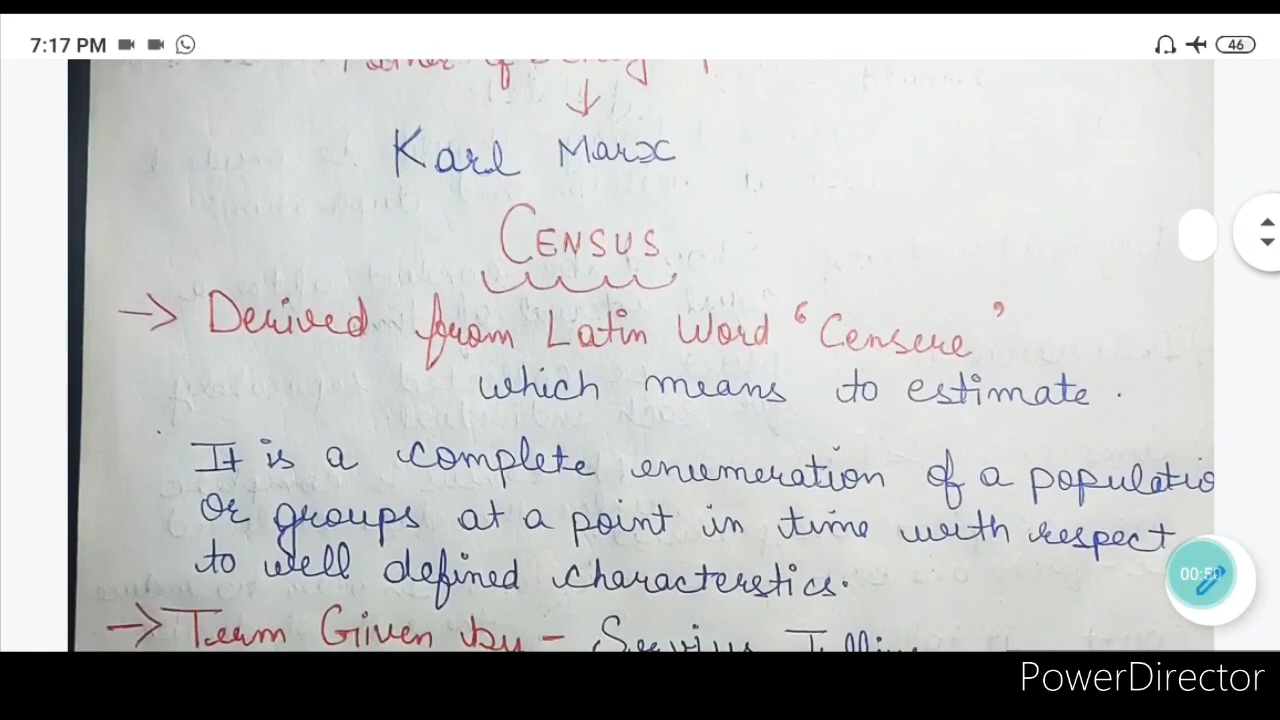 7:17 PM
46
Karl Marx
CENSUS
→ Derived from Latin Word “Censere”
which means to estimate.
It is a complete enumeration of a populatio
or groups at a point in time with respect
to well defined characterstics.
00:50
→ Term Given by -
PowerDirector